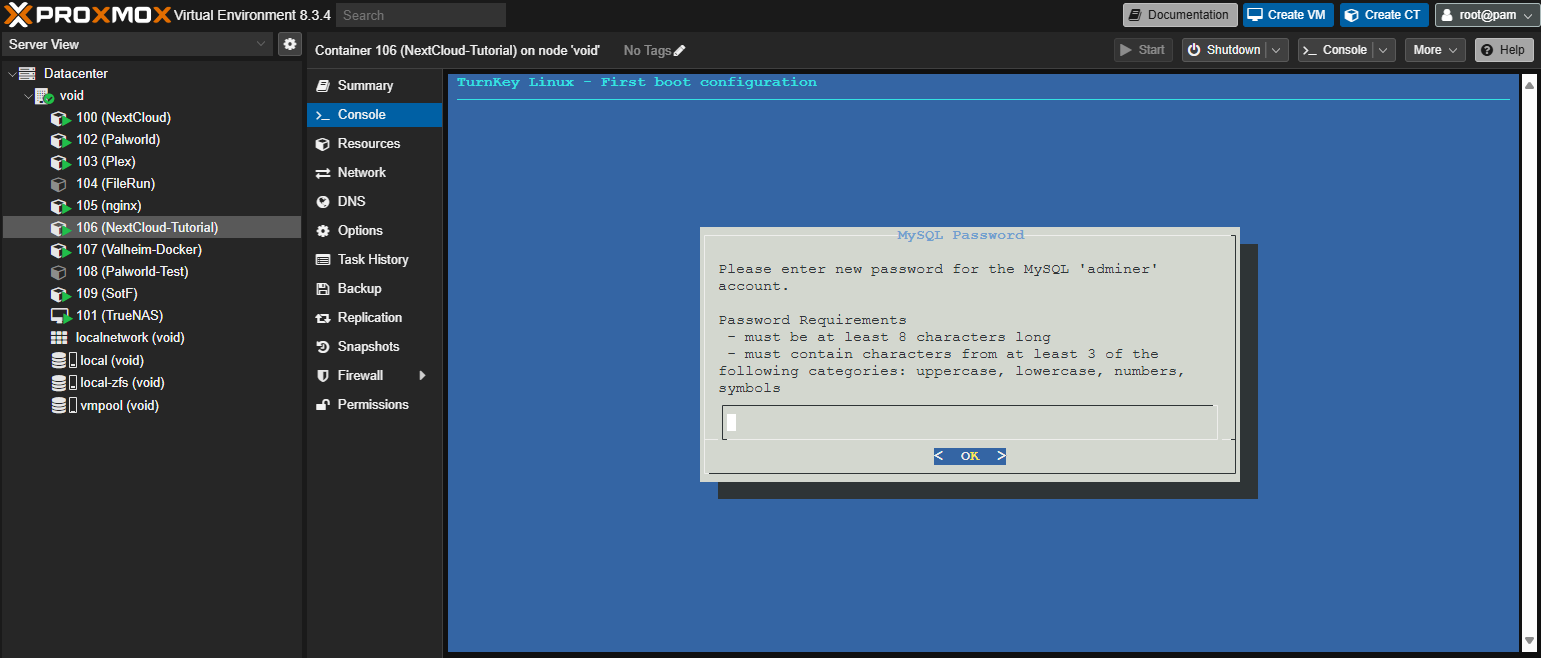 PROXMOX Virtual Environment 8.3.4 Search Documentation Create VM Create CT root@pam
Server View
Container 106 (NextCloud-Tutorial) on node 'void' No Tags Start Shutdown >_ Console More Help
Datacenter
void
100 (NextCloud)
102 (Palworld)
103 (Plex)
104 (FileRun)
105 (nginx)
106 (NextCloud-Tutorial)
107 (Valheim-Docker)
108 (Palworld-Test)
109 (SotF)
101 (TrueNAS)
localnetwork (void)
local (void)
local-zfs (void)
vmpool (void)
Summary
>_ Console
Resources
Network
DNS
Options
Task History
Backup
Replication
Snapshots
Firewall
Permissions
TurnKey Linux - First boot configuration
MySQL Password
Please enter new password for the MySQL 'adminer'
account.
Password Requirements
- must be at least 8 characters long
- must contain characters from at least 3 of the
following categories: uppercase, lowercase, numbers,
symbols
< OK >